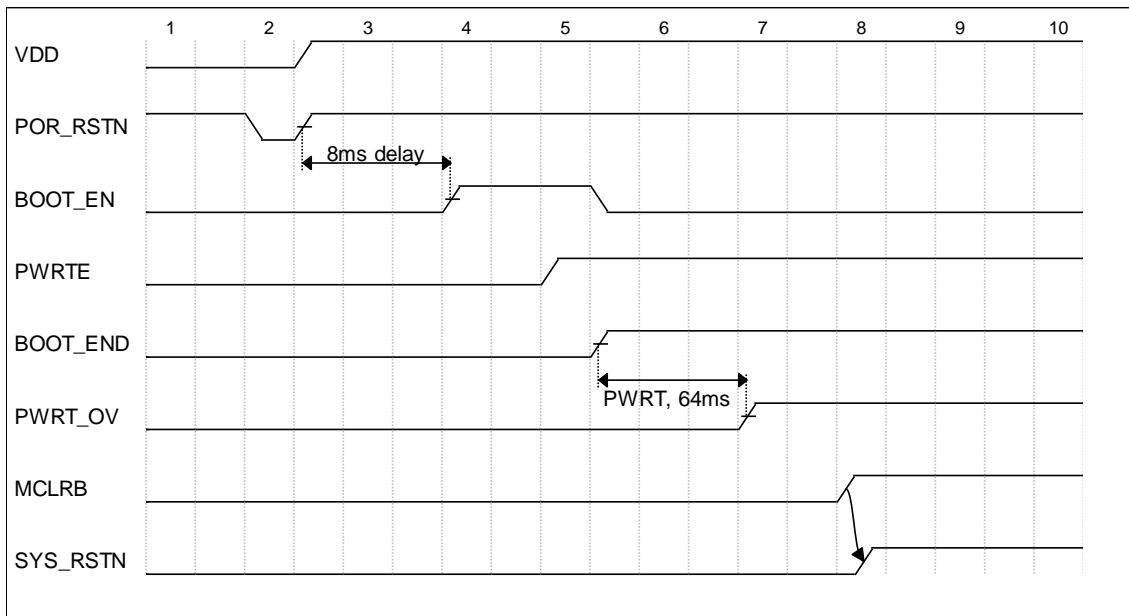 1 2 3 4 5 6 7 8 9 10
VDD
POR_RSTN
8ms delay
BOOT_EN
PWRTE
BOOT_END
PWRT, 64ms
PWRT_OV
MCLRB
SYS_RSTN